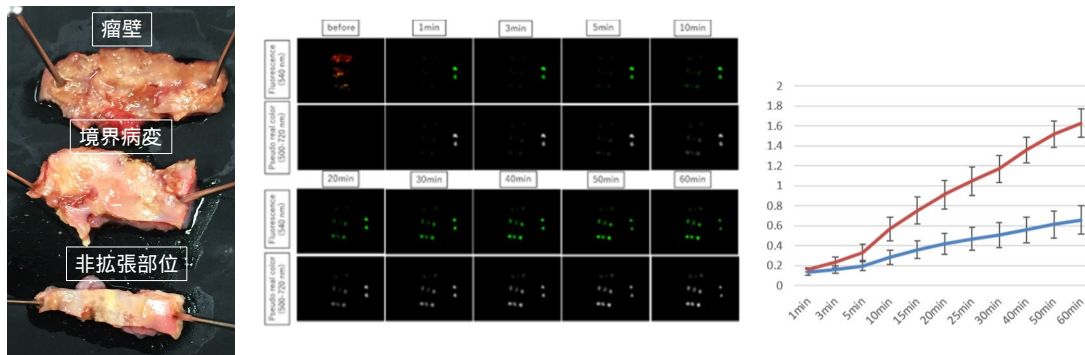 瘤壁
境界病変
非拡張部位
before
1min
3min
5min
10min
Fluorescence
(540 nm)
Pseudo real color
(500-720 nm)
20min
30min
40min
50min
60min
Fluorescence
(540 nm)
Pseudo real color
(500-720 nm)
2
1.8
1.6
1.4
1.2
1
0.8
0.6
0.4
0.2
0
1min
3min
5min
10min
15min
20min
25min
30min
40min
50min
60min